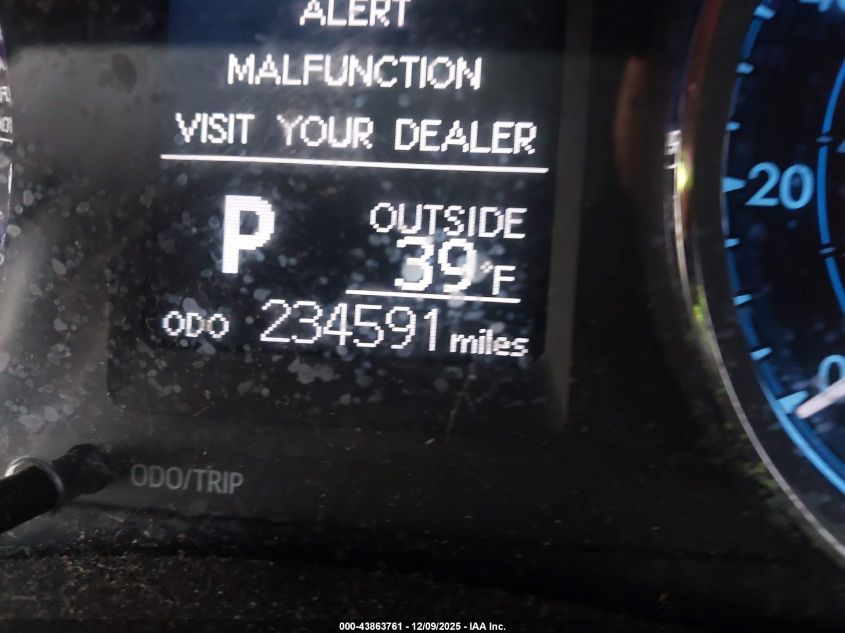 ALERT
MALFUNCTION
VISIT YOUR DEALER
P
OUTSIDE
39°F
ODO 234591 miles
ODO/TRIP
20
0
000-43863761 - 12/09/2025 - IAA Inc.